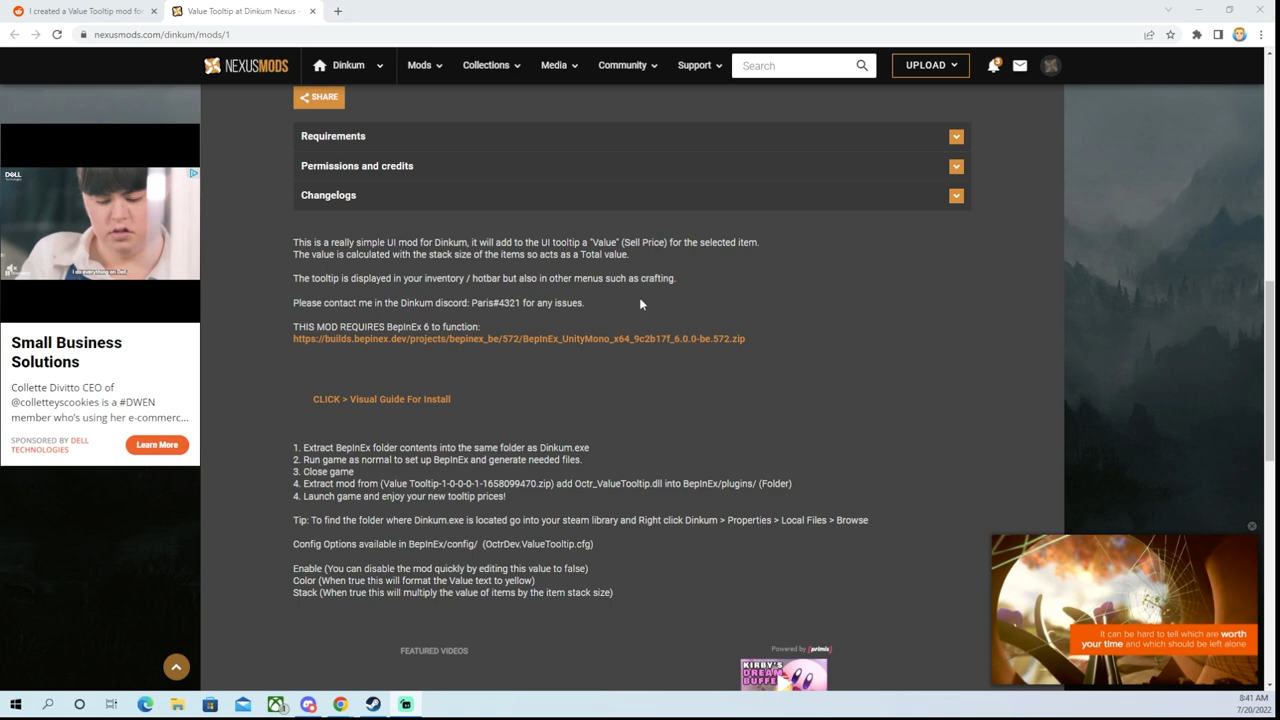 I created a Value Tooltip mod for
Value Tooltip at Dinkum Nexus -
nexusmods.com/dinkum/mods/1
NEXUSMODS
Dinkum
Mods
Collections
Media
Community
Support
Search
UPLOAD
3
SHARE
Requirements
Permissions and credits
Changelogs
This is a really simple UI mod for Dinkum, it will add to the UI tooltip a "Value" (Sell Price) for the selected item.
The value is calculated with the stack size of the items so acts as a Total value.
The tooltip is displayed in your inventory / hotbar but also in other menus such as crafting.
Please contact me in the Dinkum discord: Paris#4321 for any issues.
THIS MOD REQUIRES BepInEx 6 to function:
https://builds.bepinex.dev/projects/bepinex_be/572/BepInEx_UnityMono_x64_9c2b17f_6.0.0-be.572.zip
CLICK > Visual Guide For Install
1. Extract BepInEx folder contents into the same folder as Dinkum.exe
2. Run game as normal to set up BepInEx and generate needed files.
3. Close game
4. Extract mod from (Value Tooltip-1-0-0-0-1-1658099470.zip) add Octr_ValueTooltip.dll into BepInEx/plugins/ (Folder)
4. Launch game and enjoy your new tooltip prices!
Tip: To find the folder where Dinkum.exe is located go into your steam library and Right click Dinkum > Properties > Local Files > Browse
Config Options available in BepInEx/config/ (OctrDev.ValueTooltip.cfg)
Enable (You can disable the mod quickly by editing this value to false)
Color (When true this will format the Value text to yellow)
Stack (When true this will multiply the value of items by the item stack size)
FEATURED VIDEOS
Powered by [primis]
KIRBY'S
DREAM
BUFFE
DELL
Technologies
I do everything on Dell.
Small Business
Solutions
Collette Divitto CEO of
@colletteyscookies is a #DWEN
member who's using her e-commerc...
SPONSORED BY DELL
TECHNOLOGIES
Learn More
It can be hard to tell which are worth
your time and which should be left alone
8:41 AM
7/20/2022